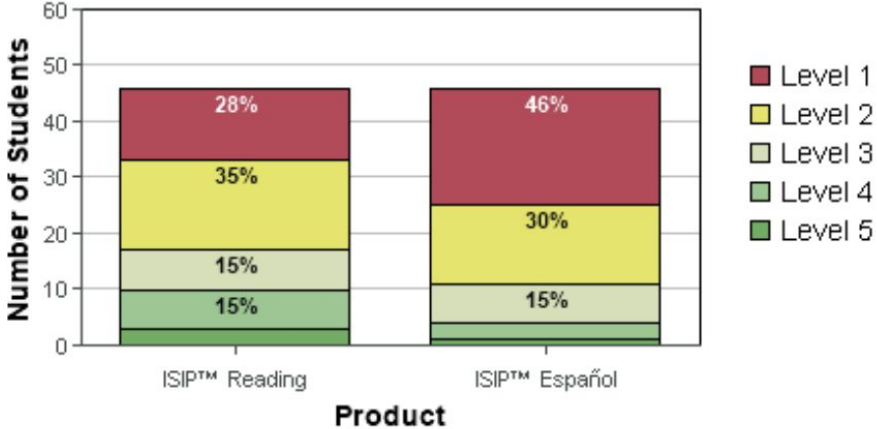 Number of Students
60
50
40
30
20
10
0
28%
35%
15%
15%
46%
30%
15%
ISIP™ Reading
ISIP™ Español
Product
Level 1
Level 2
Level 3
Level 4
Level 5